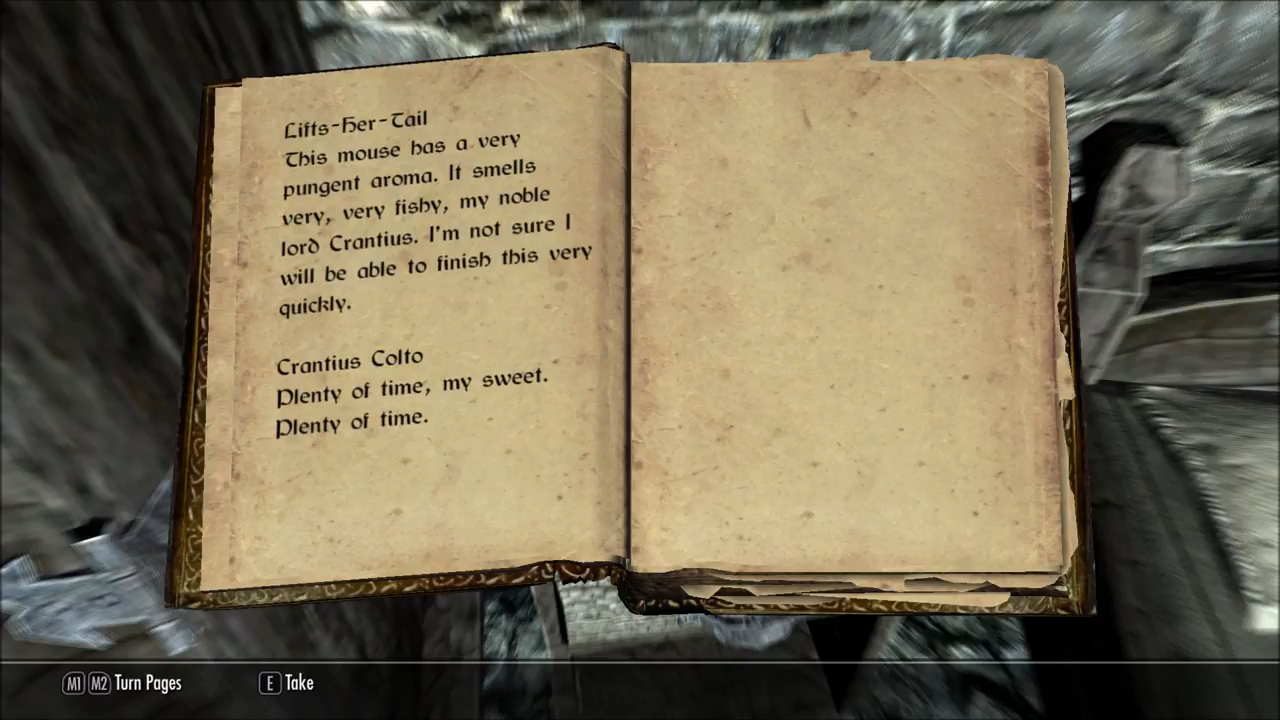 Lifts-Her-Tail
This mouse has a very
pungent aroma. It smells
very, very fishy, my noble
lord Crantius. I'm not sure I
will be able to finish this very
quickly.
Crantius Colto
Plenty of time, my sweet.
Plenty of time.
M1 M2 Turn Pages
E Take